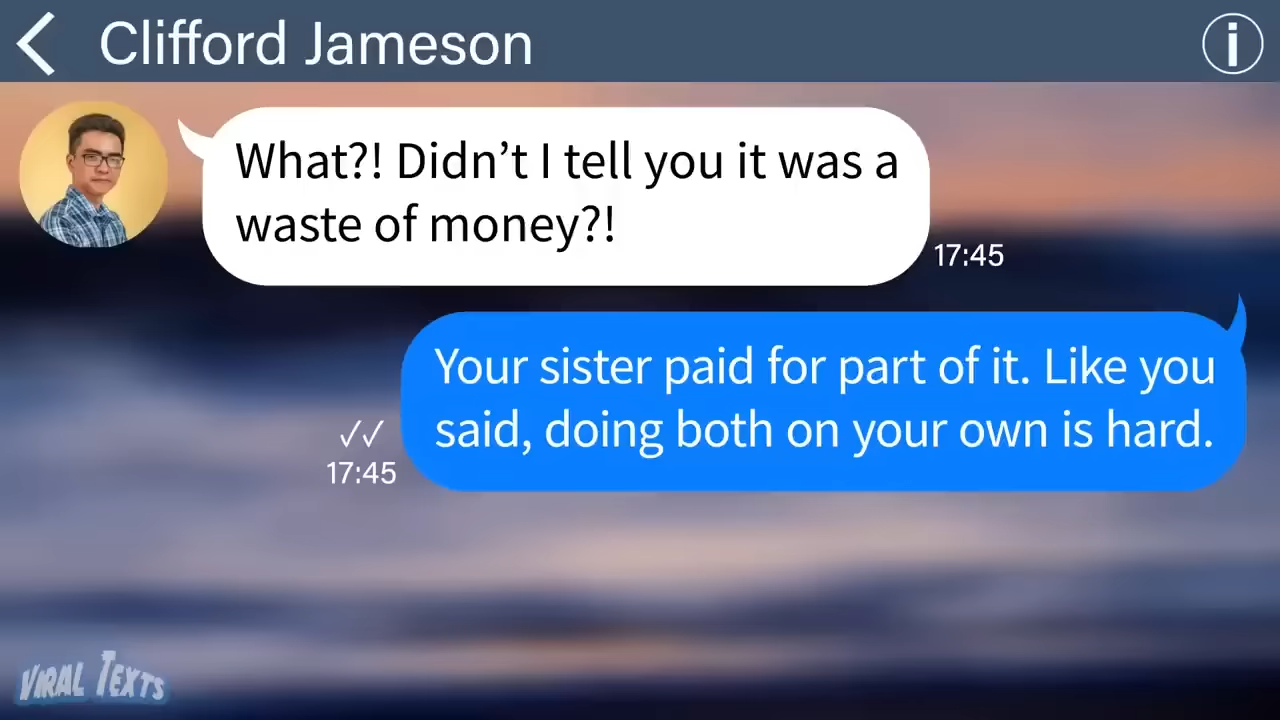 Clifford Jameson
What?! Didn’t I tell you it was a
waste of money?!
17:45
Your sister paid for part of it. Like you
said, doing both on your own is hard.
17:45
VIRAL TEXTS